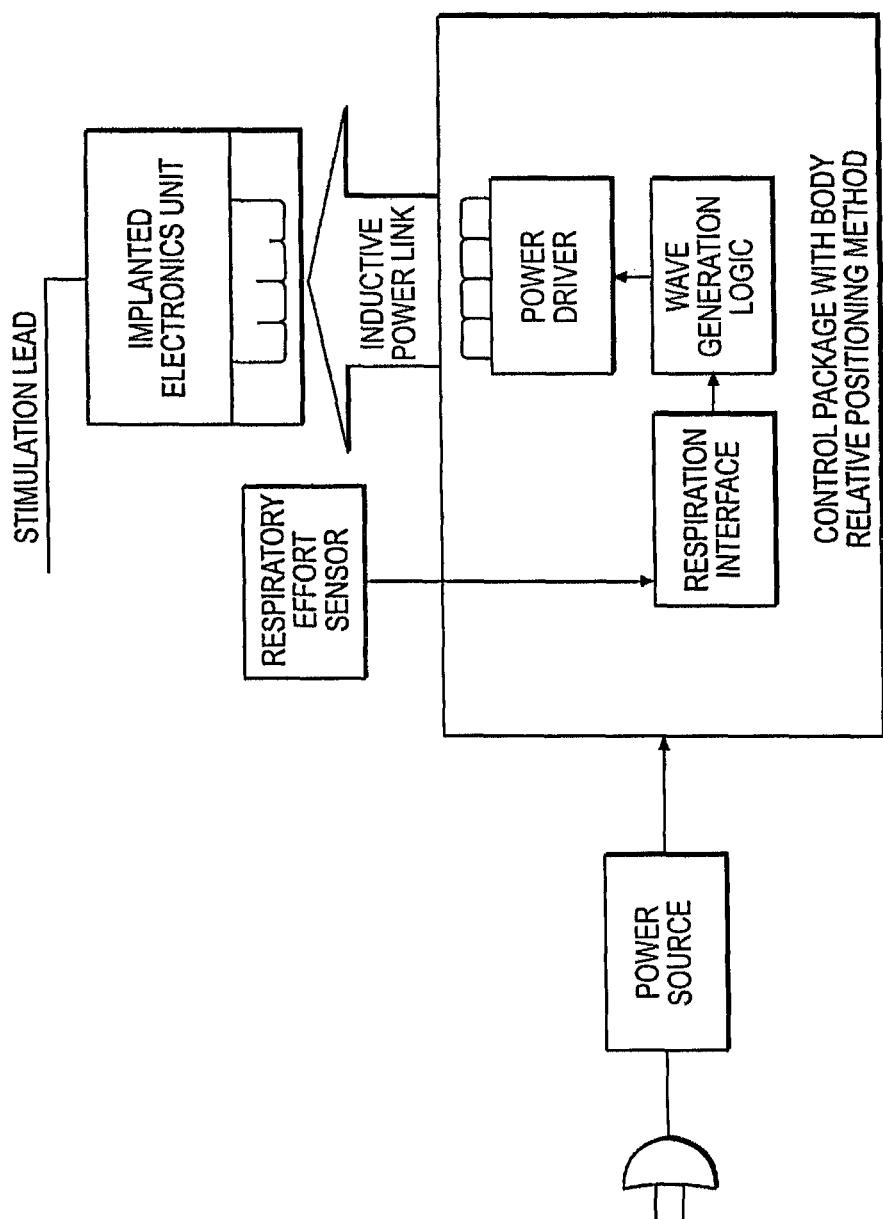 STIMULATION LEAD
IMPLANTED
ELECTRONICS UNIT
INDUCTIVE
POWER LINK
RESPIRATORY
EFFORT
SENSOR
POWER
DRIVER
WAVE
GENERATION
LOGIC
RESPIRATION
INTERFACE
CONTROL PACKAGE WITH BODY
RELATIVE POSITIONING METHOD
POWER
SOURCE